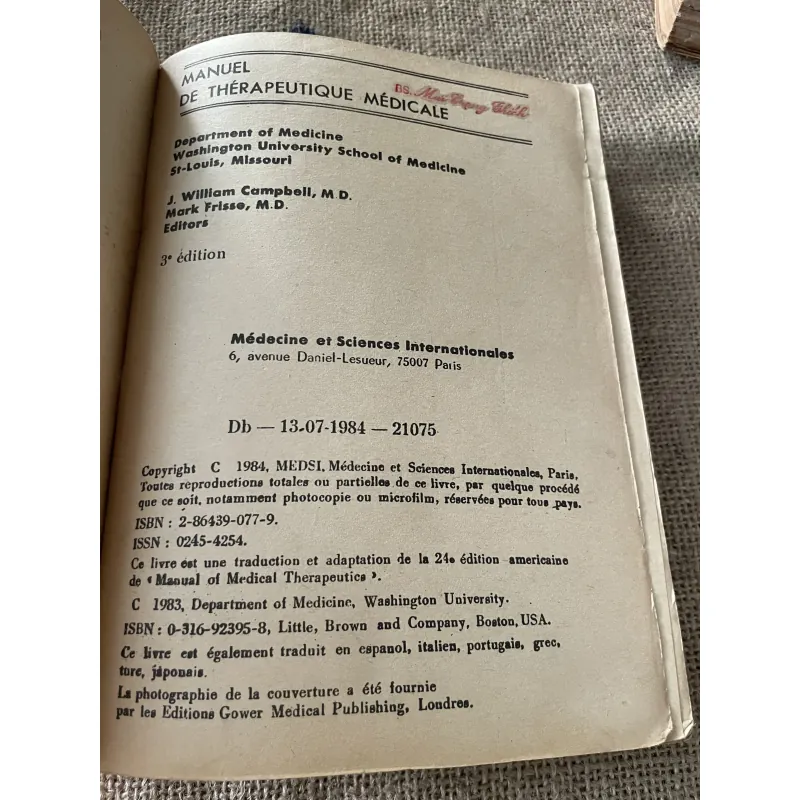 MANUEL
DE THÉRAPEUTIQUE MÉDICALE
BS. Mai Trọng Thích
Department of Medicine
Washington University School of Medicine
St-Louis, Missouri
J. William Campbell, M.D.
Mark Frisse, M.D.
Editors
3e édition
Médecine et Sciences Internationales
6, avenue Daniel-Lesueur, 75007 Paris
Db — 13-07-1984 — 21075
Copyright C 1984, MEDSI, Médecine et Sciences Internationales, Paris,
Toutes reproductions totales ou partielles de ce livre, par quelque procédé
que ce soit, notamment photocopie ou microfilm, réservées pour tous pays.
ISBN : 2-86439-077-9.
ISSN : 0245-4254.
Ce livre est une traduction et adaptation de la 24e édition americaine
de « Manual of Medical Therapeutics ».
C 1983, Department of Medicine, Washington University.
ISBN : 0-316-92395-8, Little, Brown and Company, Boston, USA.
Ce livre est également traduit en espanol, italien, portugais, grec,
ture, japonais.
La photographie de la couverture a été fournie
par les Editions Gower Medical Publishing, Londres.